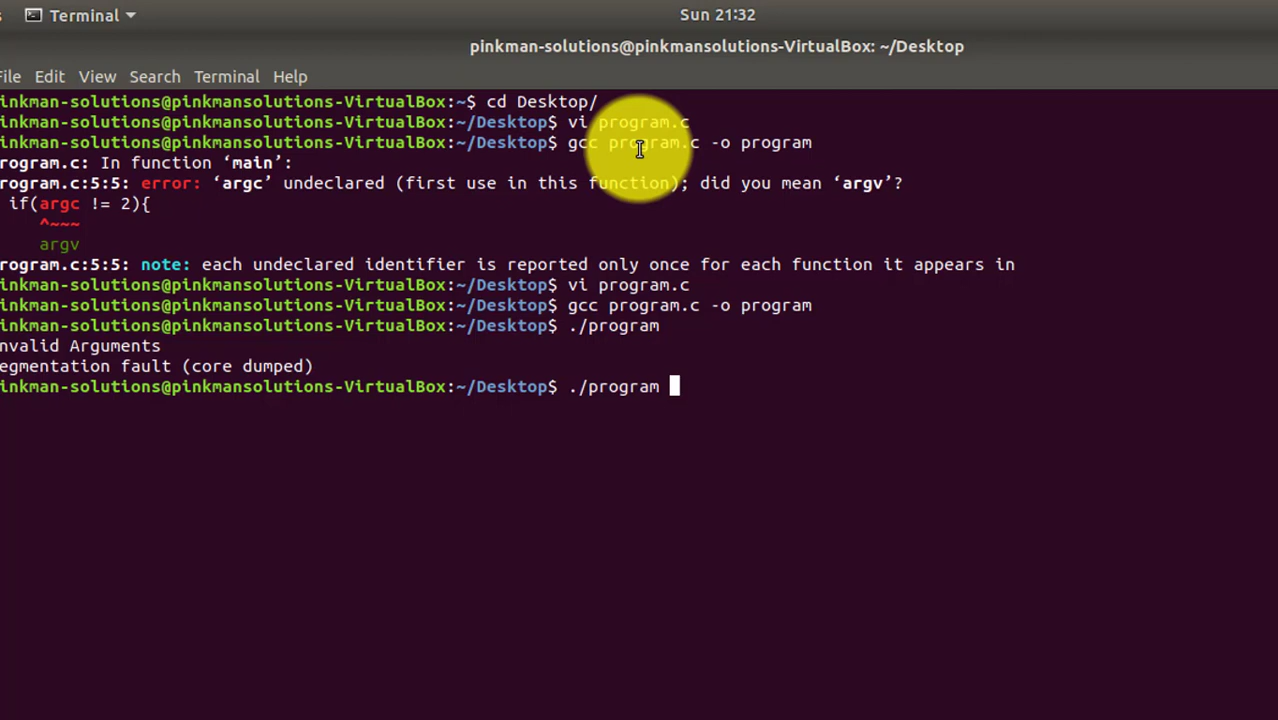 Terminal
Sun 21:32
pinkman-solutions@pinkmansolutions-VirtualBox: ~/Desktop
File Edit View Search Terminal Help
inkman-solutions@pinkmansolutions-VirtualBox:~$ cd Desktop/
inkman-solutions@pinkmansolutions-VirtualBox:~/Desktop$ vi program.c
inkman-solutions@pinkmansolutions-VirtualBox:~/Desktop$ gcc program.c -o program
rogram.c: In function ‘main’:
rogram.c:5:5: error: ‘argc’ undeclared (first use in this function); did you mean ‘argv’?
if(argc != 2){
^~~~
argv
rogram.c:5:5: note: each undeclared identifier is reported only once for each function it appears in
inkman-solutions@pinkmansolutions-VirtualBox:~/Desktop$ vi program.c
inkman-solutions@pinkmansolutions-VirtualBox:~/Desktop$ gcc program.c -o program
inkman-solutions@pinkmansolutions-VirtualBox:~/Desktop$ ./program
nvalid Arguments
egmentation fault (core dumped)
inkman-solutions@pinkmansolutions-VirtualBox:~/Desktop$ ./program